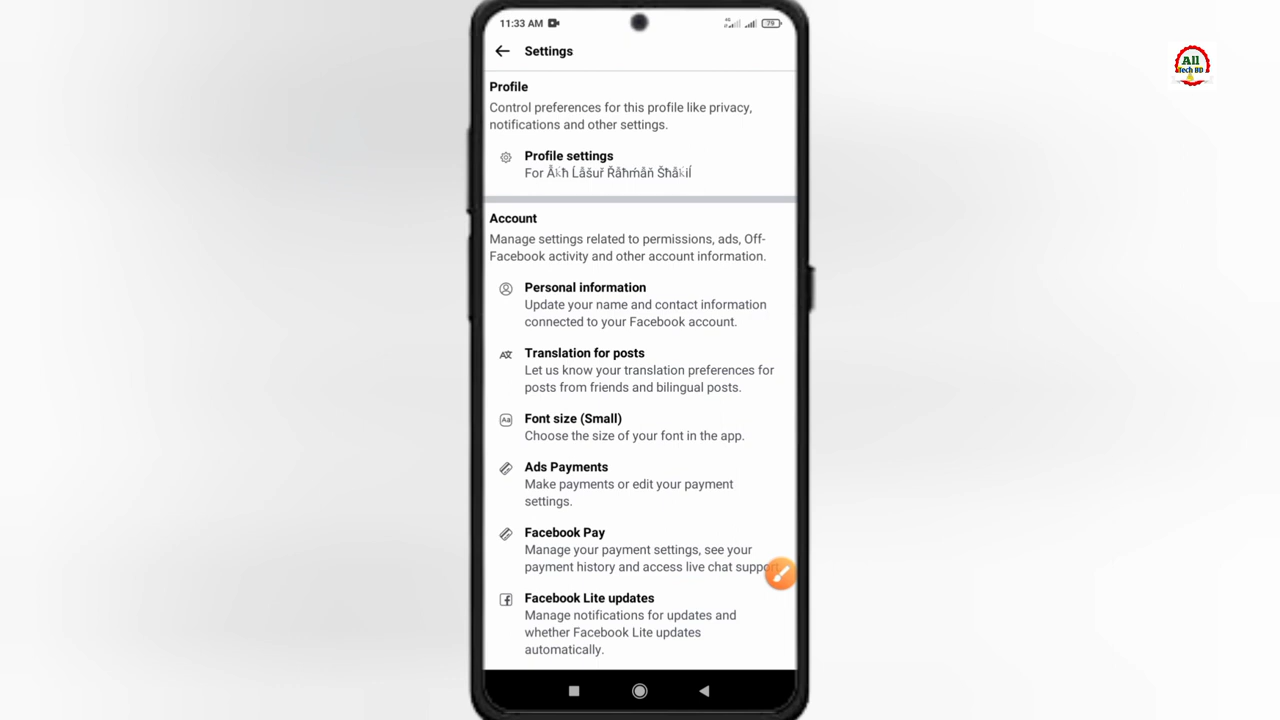 11:33 AM
79
Settings
Profile
Control preferences for this profile like privacy,
notifications and other settings.
Profile settings
For Åƙħ Ĺåšuř Řåħmåň Šħåƙiĺ
Account
Manage settings related to permissions, ads, Off-
Facebook activity and other account information.
Personal information
Update your name and contact information
connected to your Facebook account.
Translation for posts
Let us know your translation preferences for
posts from friends and bilingual posts.
Aa
Font size (Small)
Choose the size of your font in the app.
Ads Payments
Make payments or edit your payment
settings.
Facebook Pay
Manage your payment settings, see your
payment history and access live chat support
Facebook Lite updates
Manage notifications for updates and
whether Facebook Lite updates
automatically.
All
Tech BD